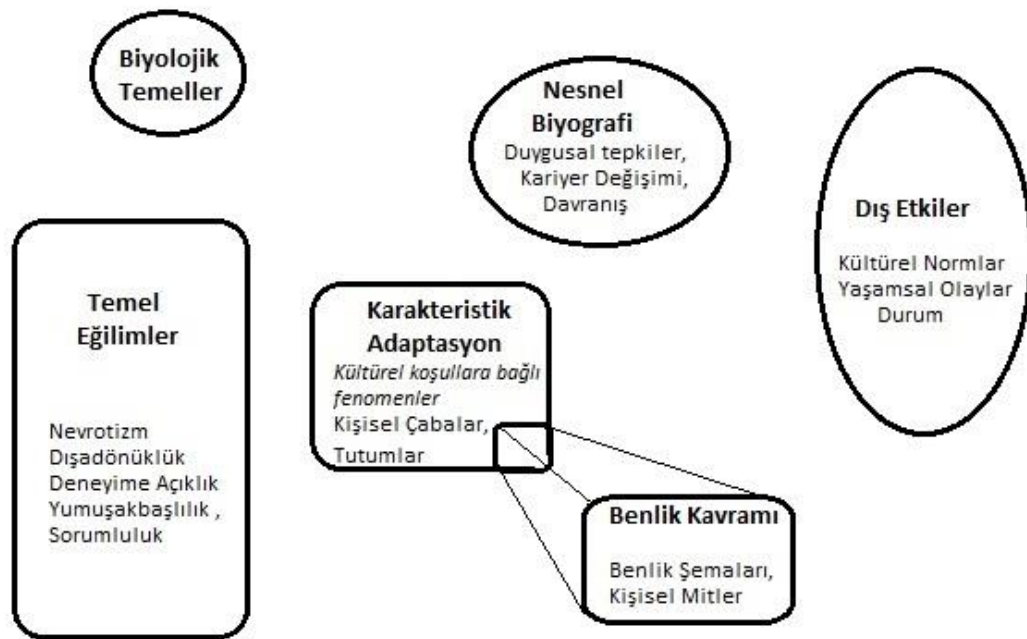 Biyolojik
Temeller
Nesnel
Biyografi
Duygusal tepkiler,
Kariyer Değişimi,
Davranış
Dış Etkiler
Kültürel Normlar
Yaşamsal Olaylar
Durum
Temel
Eğilimler
Nevrotizm
Dışadönüklük
Deneyime Açıklık
Yumuşakbaşlılık ,
Sorumluluk
Karakteristik
Adaptasyon
Kültürel koşullara bağlı
fenomenler
Kişisel Çabalar,
Tutumlar
Benlik Kavramı
Benlik Şemaları,
Kişisel Mitler